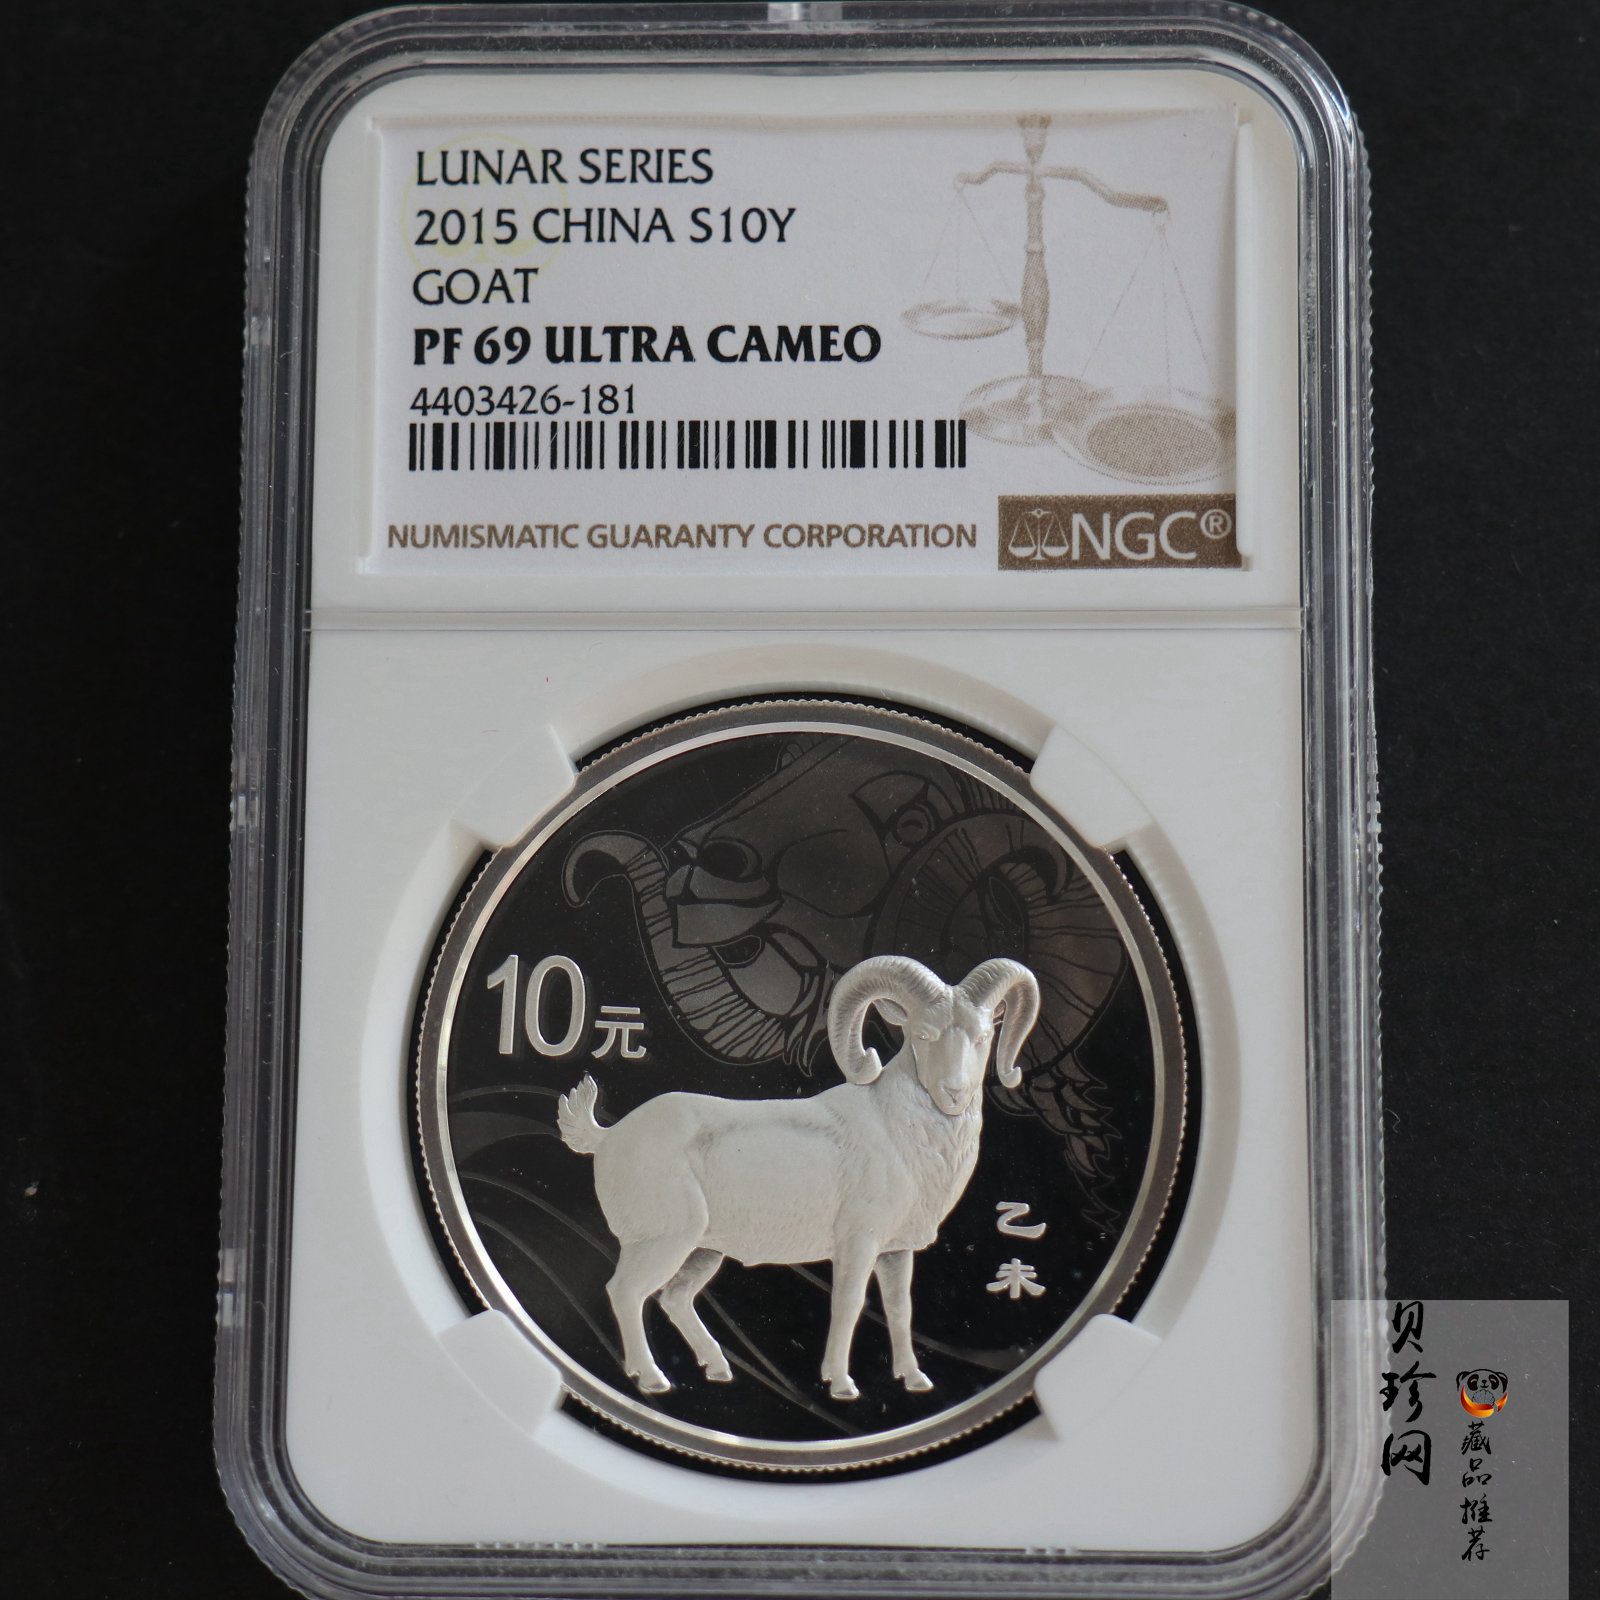 LUNAR SERIES
2015 CHINA S10Y
GOAT
PF 69 ULTRA CAMEO
4403426-181
NUMISMATIC GUARANTY CORPORATION
NGC®
10元
乙未
贝珍网
藏品推荐